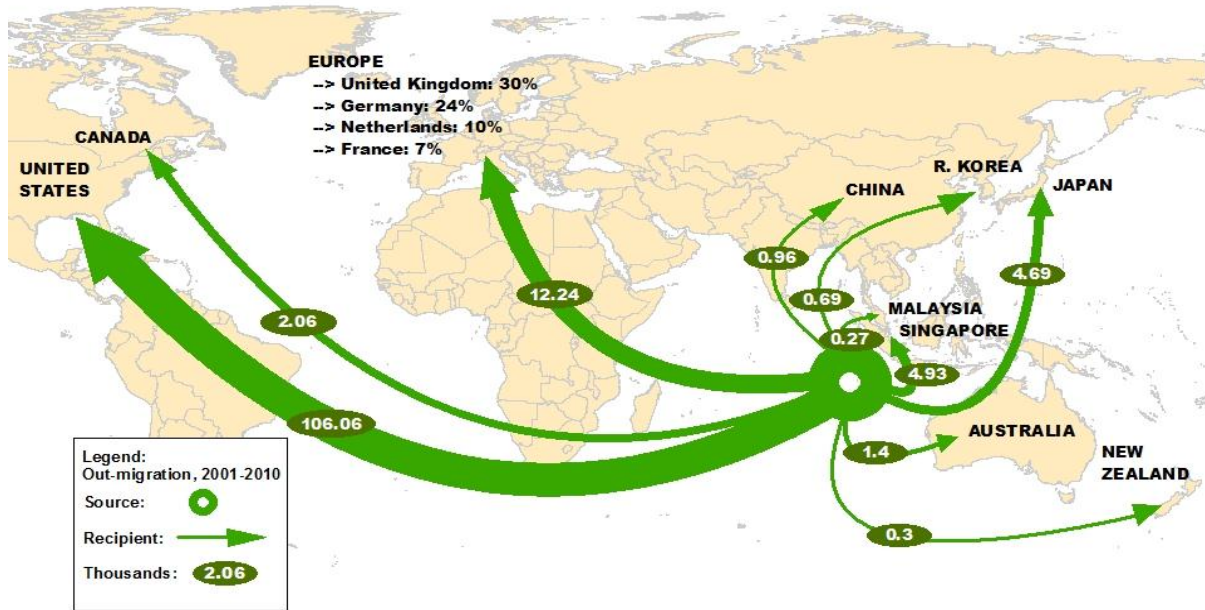 EUROPE
--> United Kingdom: 30%
--> Germany: 24%
--> Netherlands: 10%
--> France: 7%
CANADA
UNITED
STATES
R. KOREA
CHINA
JAPAN
0.96
4.69
12.24
0.69
MALAYSIA
2.06
0.27
SINGAPORE
4.93
106.06
AUSTRALIA
1.4
NEW
ZEALAND
0.3
Legend:
Out-migration, 2001-2010
Source:
Recipient:
Thousands: 2.06